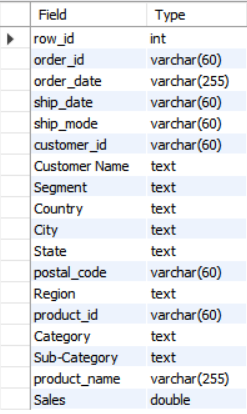 Field Type
row_id int
order_id varchar(60)
order_date varchar(255)
ship_date varchar(60)
ship_mode varchar(60)
customer_id varchar(60)
Customer Name text
Segment text
Country text
City text
State text
postal_code varchar(60)
Region text
product_id varchar(60)
Category text
Sub-Category text
product_name varchar(255)
Sales double